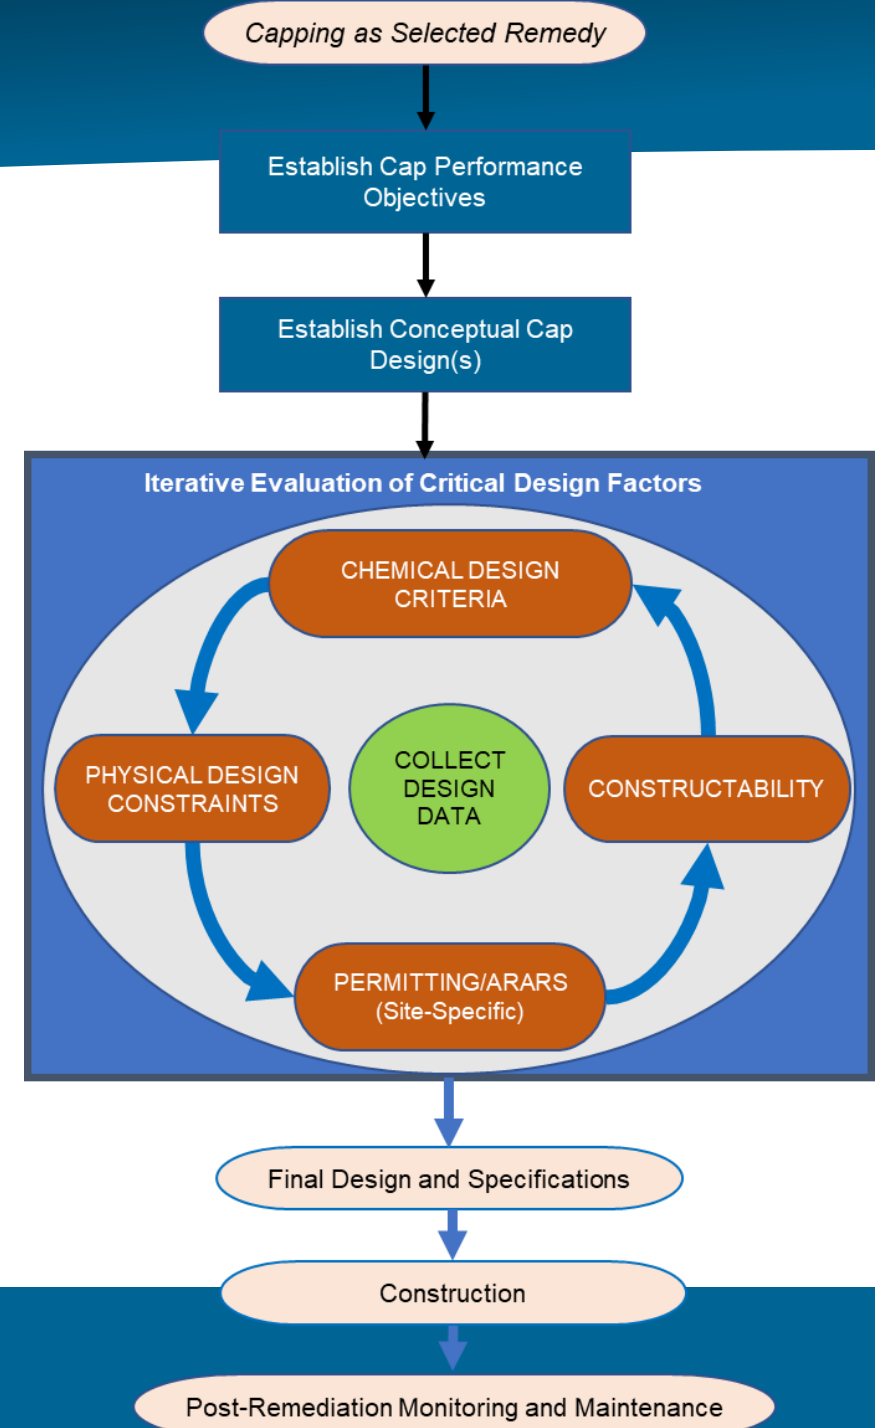 Capping as Selected Remedy
Establish Cap Performance
Objectives
Establish Conceptual Cap
Design(s)
Iterative Evaluation of Critical Design Factors
CHEMICAL DESIGN
CRITERIA
PHYSICAL DESIGN
CONSTRAINTS
COLLECT
DESIGN
DATA
CONSTRUCTABILITY
PERMITTING/ARARS
(Site-Specific)
Final Design and Specifications
Construction
Post-Remediation Monitoring and Maintenance